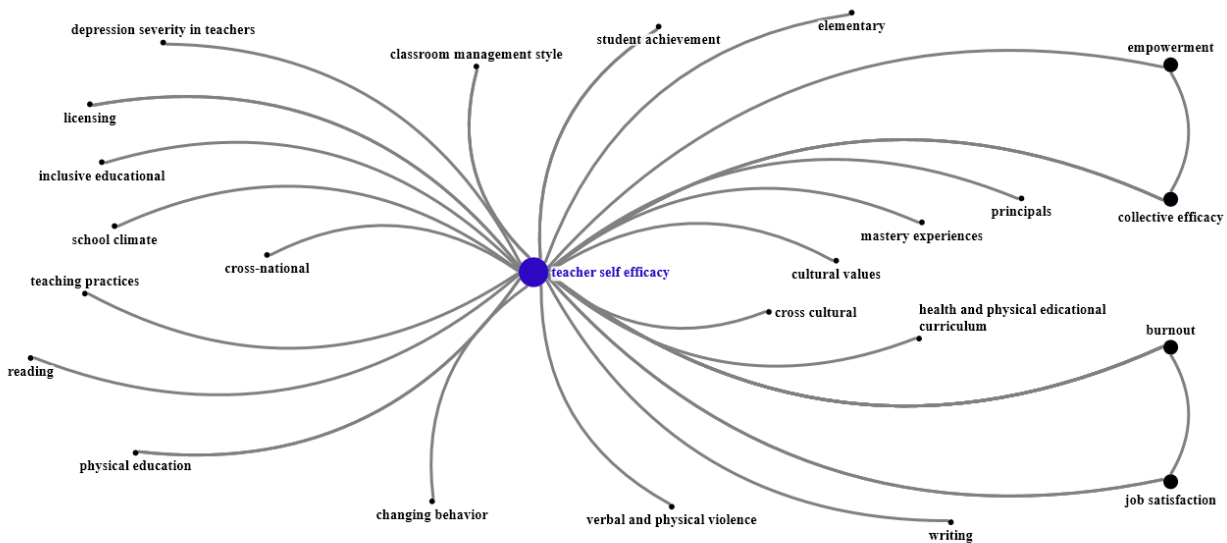 depression severity in teachers
student achievement
elementary
empowerment
classroom management style
licensing
inclusive educational
school climate
cross-national
principals
collective efficacy
mastery experiences
cultural values
teacher self efficacy
teaching practices
cross cultural
health and physical edicational
curriculum
burnout
reading
physical education
changing behavior
verbal and physical violence
writing
job satisfaction